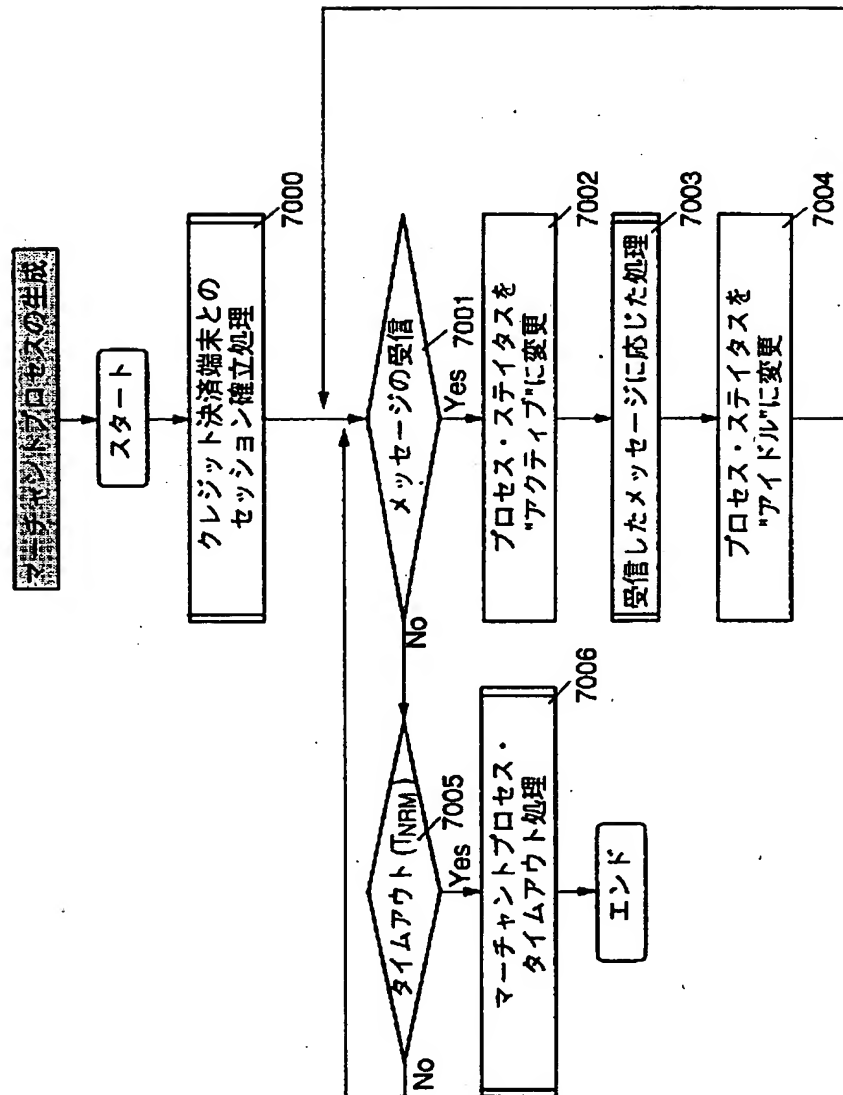 マーチャントプロセスの生成
スタート
クレジット決済端末との
セッション確立処理
7000
メッセージの受信
7001
Yes
No
プロセス・ステイタスを
"アクティブ"に変更
7002
受信したメッセージに応じた処理
7003
プロセス・ステイタスを
"アイドル"に変更
7004
タイムアウト(TNRM)
7005
Yes
No
マーチャントプロセス・
タイムアウト処理
7006
エンド